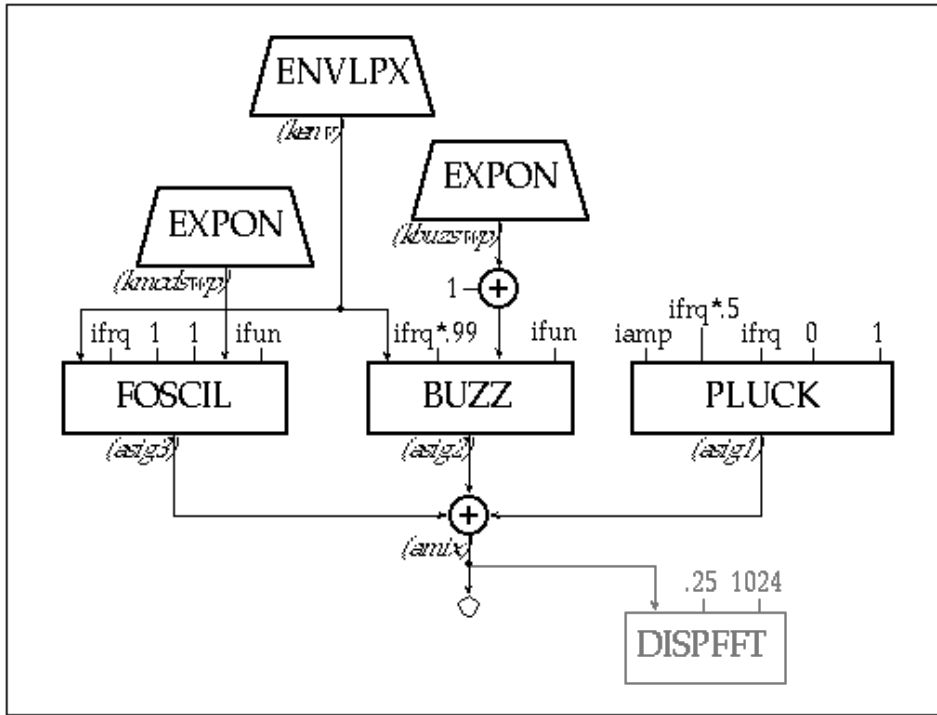 ENVLPX
(kenv)
EXPON
(kbuzswp)
EXPON
(kmodswp)
1
+
ifrq 1 1 ifun
ifrq*.99 ifun
iamp ifrq*.5 ifrq 0 1
FOSCIL
BUZZ
PLUCK
(asig3)
(asig2)
(asig1)
+
(amix)
.25 1024
DISPFFT